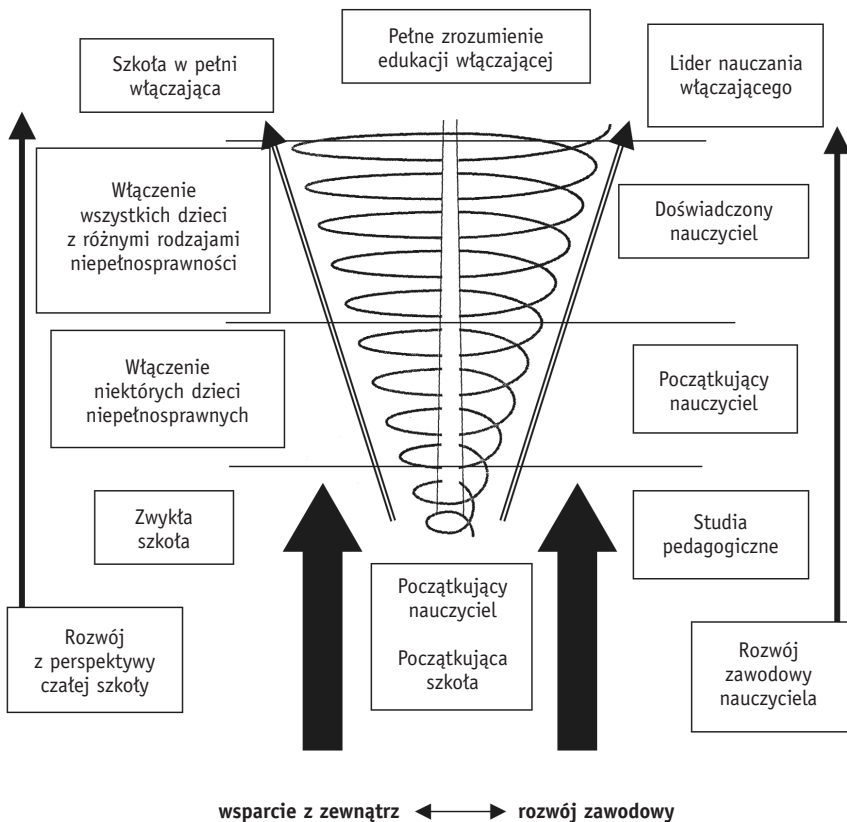 Pełne zrozumienie
edukacji włączającej
Szkoła w pełni
włączająca
Lider nauczania
włączającego
Włączenie
wszystkich dzieci
z różnymi rodzajami
niepełnosprawności
Doświadczony
nauczyciel
Włączenie
niektórych dzieci
niepełnosprawnych
Początkujący
nauczyciel
Zwykła
szkoła
Studia
pedagogiczne
Początkujący
nauczyciel
Początkująca
szkoła
Rozwój
z perspektywy
czałej szkoły
Rozwój
zawodowy
nauczyciela
wsparcie z zewnątrz rozwój zawodowy